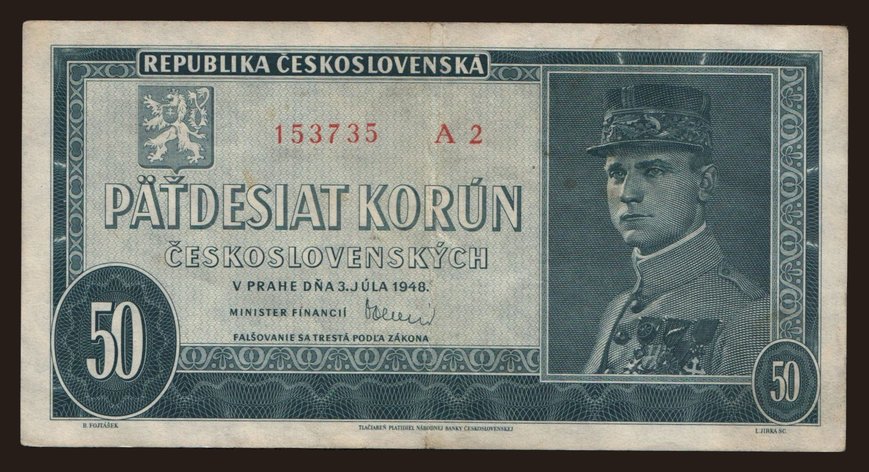 REPUBLIKA ČESKOSLOVENSKÁ
153735 A 2
PÄŤDESIAT KORÚN
ČESKOSLOVENSKÝCH
V PRAHE DŇA 3. JÚLA 1948.
MINISTER FÍNANCIÍ
FALŠOVANIE SA TRESTÁ PODĽA ZÁKONA
50
50
B. FOJTÁŠEK
TLAČIAREŇ PLATIDIEL NÁRODNEJ BANKY ČESKOSLOVENSKEJ
L. JIRKA SC.